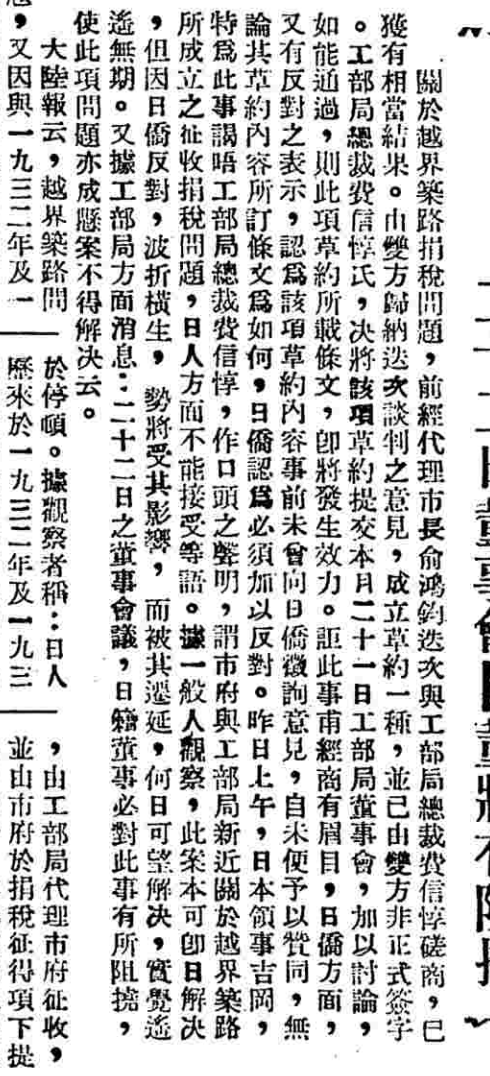 二十二日董事會日董將有阻撓
關於越界築路捐稅問題，前經代理市長俞鴻鈞迭次與工部局總裁費信惇磋商，已
獲有相當結果。由雙方歸納迭次談判之意見，成立草約一種，並已由雙方非正式簽字
。工部局總裁費信惇氏，决將該項草約提交本月二十一日工部局董事會，加以討論，
如能通過，則此項草約所載條文，卽將發生效力。詎此事甫經商有眉目，日僑方面，
又有反對之表示，認爲該項草約內容事前未曾向日僑徵詢意見，自未便予以贊同，無
論其草約內容所訂條文爲如何，日僑認爲必須加以反對。昨日上午，日本領事吉岡，
特爲此事謁晤工部局總裁費信惇，作口頭之聲明，謂市府與工部局新近關於越界築路
所成立之征收捐稅問題，日人方面不能接受等語。據一般人觀察，此案本可卽日解决
，但因日僑反對，波折橫生，勢將受其影響，而被其遷延，何日可望解决，實覺遙
遙無期。又據工部局方面消息：二十二日之董事會議，日籍董事必對此事有所阻撓，
使此項問題亦成懸案不得解决云。
大陸報云，越界築路問
，又因與一九三二年及一
於停頓。據觀察者稱：日人
歷來於一九三二年及一九三
，由工部局代理市府征收，
並由市府於捐稅征得項下提